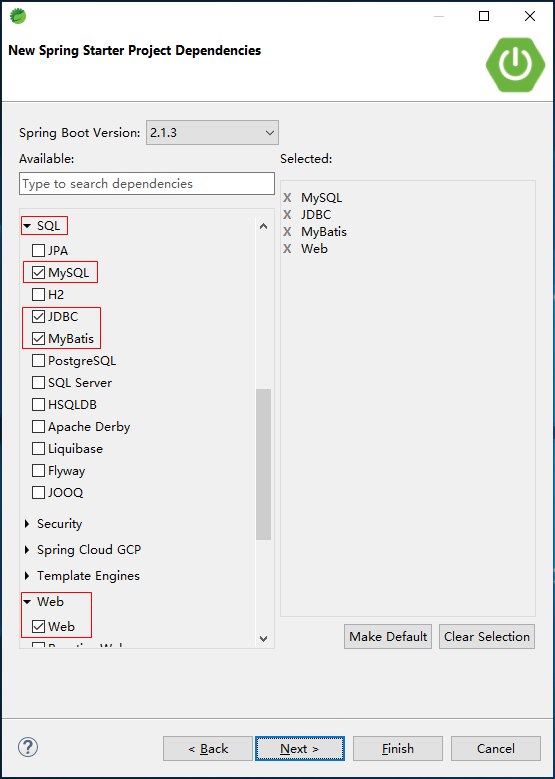 New Spring Starter Project Dependencies
Spring Boot Version: 2.1.3
Available:
Type to search dependencies
SQL
JPA
MySQL
H2
JDBC
MyBatis
PostgreSQL
SQL Server
HSQLDB
Apache Derby
Liquibase
Flyway
JOOQ
Security
Spring Cloud GCP
Template Engines
Web
Web
Selected:
X MySQL
X JDBC
X MyBatis
X Web
Make Default
Clear Selection
?
< Back
Next >
Finish
Cancel